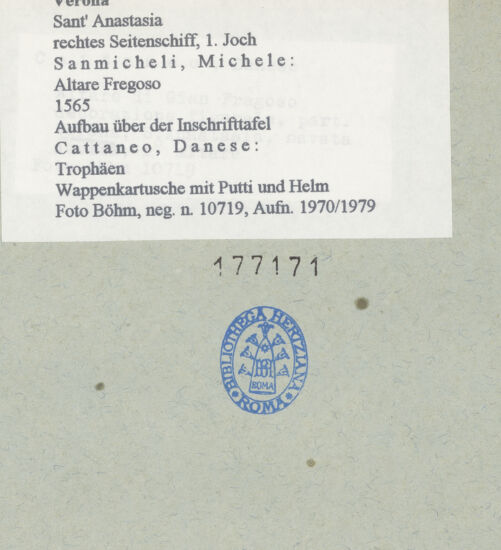 Verona
Sant' Anastasia
rechtes Seitenschiff, 1. Joch
Sanmicheli, Michele:
Altare Fregoso
1565
Aufbau über der Inschrifttafel
Cattaneo, Danese:
Trophäen
Wappenkartusche mit Putti und Helm
Foto Böhm, neg. n. 10719, Aufn. 1970/1979
177171
BIBLIOTHECA HERTZIANA
ROMA
ROMA